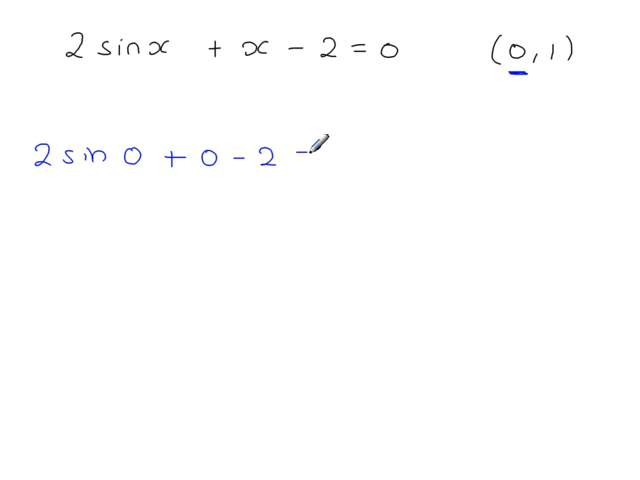 2 sin x + x - 2 = 0 (0, 1)
2 sin 0 + 0 - 2 =